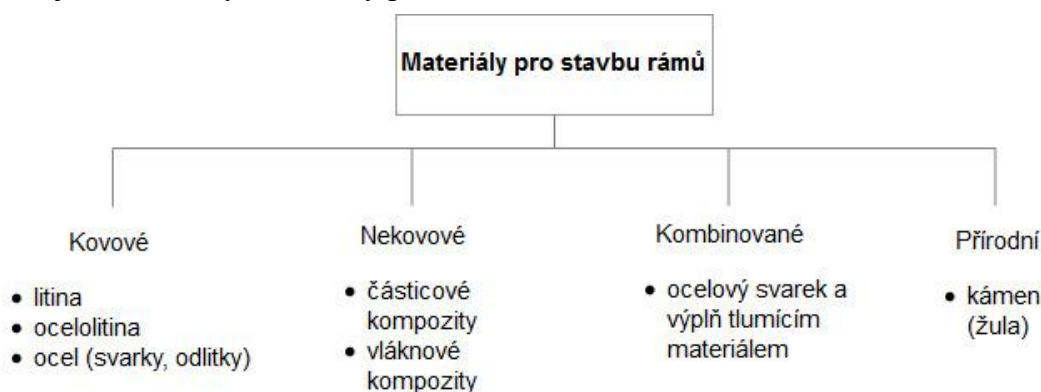 Materiály pro stavbu rámů
Kovové
• litina
• ocelolitina
• ocel (svarky, odlitky)
Nekovové
• částicové
kompozity
• vláknové
kompozity
Kombinované
• ocelový svarek a
výplň tlumícím
materiálem
Přírodní
• kámen
(žula)